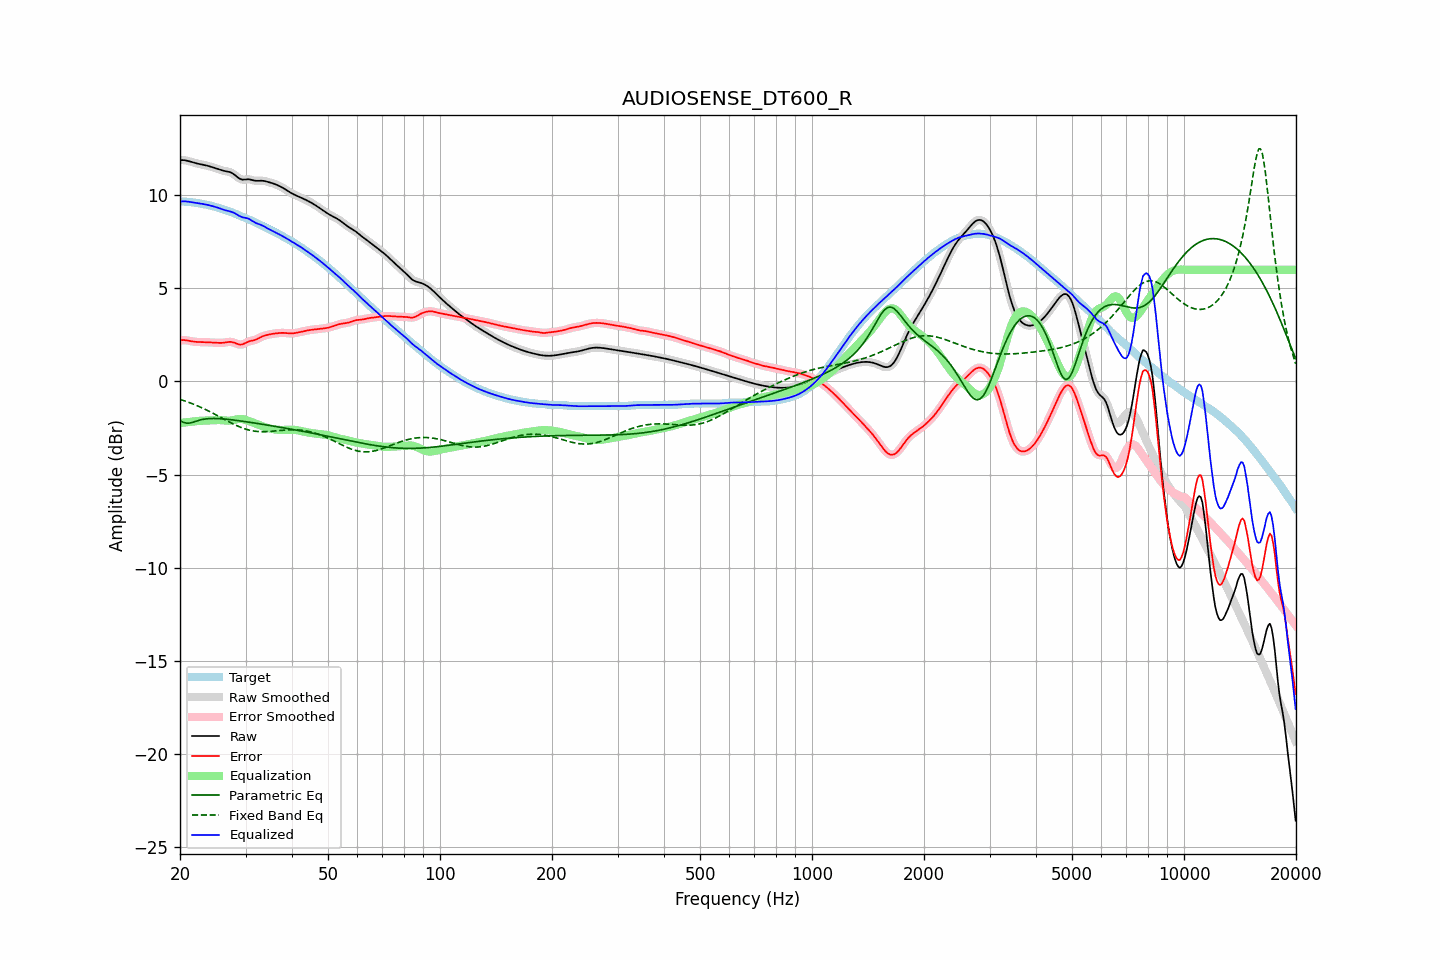 AUDIOSENSE_DT600_R
Amplitude (dBr)
10
5
0
−5
−10
−15
−20
−25
Target
Raw Smoothed
Error Smoothed
Raw
Error
Equalization
Parametric Eq
Fixed Band Eq
Equalized
20 50 100 200 500 1000 2000 5000 10000 20000
Frequency (Hz)